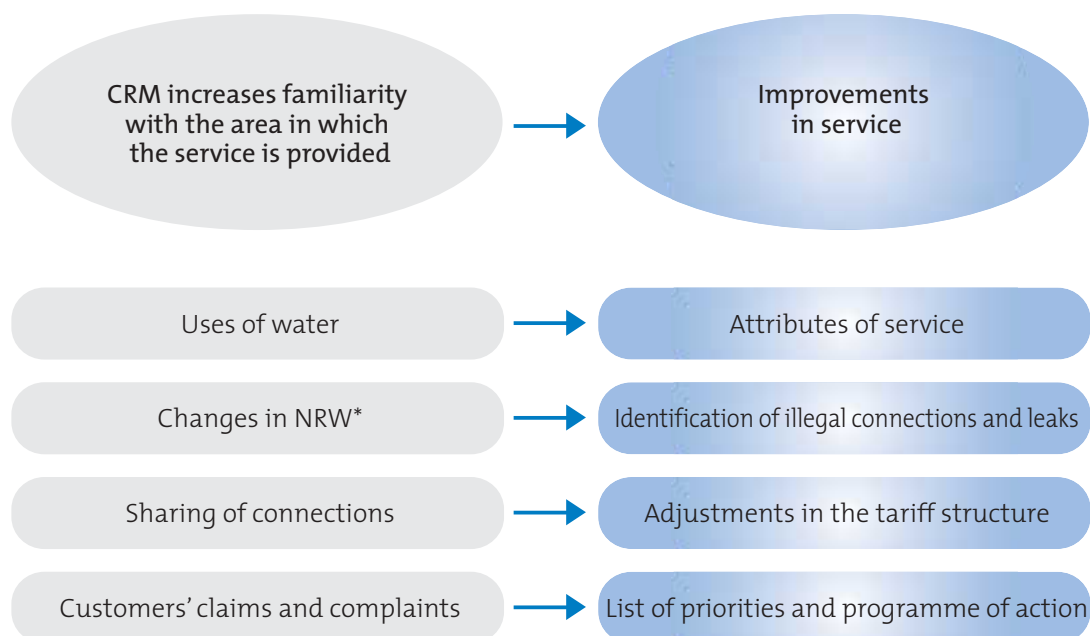 CRM increases familiarity
with the area in which
the service is provided
Improvements
in service
Uses of water
Attributes of service
Changes in NRW*
Identification of illegal connections and leaks
Sharing of connections
Adjustments in the tariff structure
Customers’ claims and complaints
List of priorities and programme of action